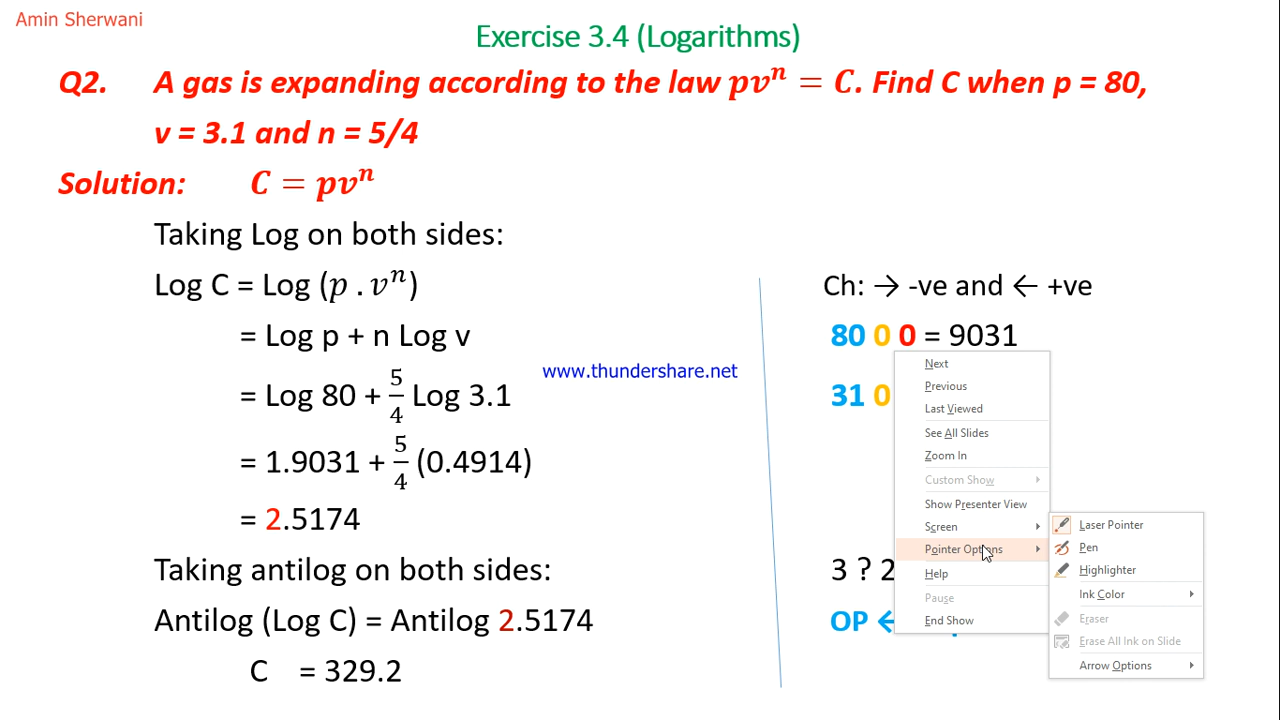 Amin Sherwani
Exercise 3.4 (Logarithms)
Q2. A gas is expanding according to the law pvⁿ = C. Find C when p = 80,
v = 3.1 and n = 5/4
Solution: C = pvⁿ
Taking Log on both sides:
Log C = Log (p . vⁿ)
= Log p + n Log v
= Log 80 + 5/4 Log 3.1
= 1.9031 + 5/4 (0.4914)
= 2.5174
Taking antilog on both sides:
Antilog (Log C) = Antilog 2.5174
C = 329.2
www.thundershare.net
Ch: → -ve and ← +ve
80 0 0 = 9031
31 0
3 ? 2
OP ←
Next
Previous
Last Viewed
See All Slides
Zoom In
Custom Show
Show Presenter View
Screen
Pointer Options
Help
Pause
End Show
Laser Pointer
Pen
Highlighter
Ink Color
Eraser
Erase All Ink on Slide
Arrow Options